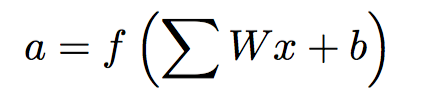 a = f (∑ Wx + b)